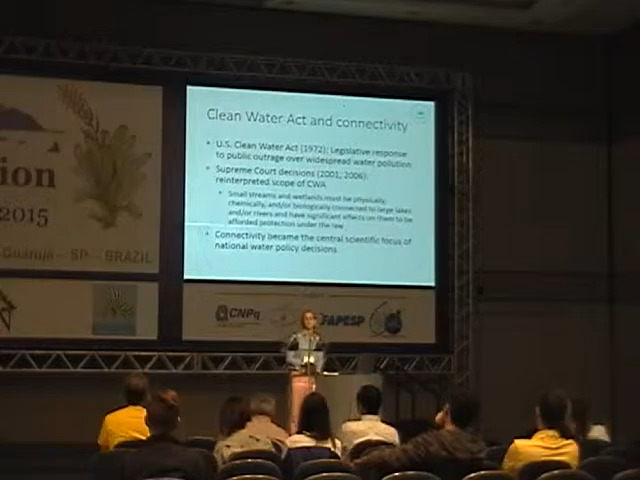 Clean Water Act and connectivity
• U.S. Clean Water Act (1972): Legislative response
to public outrage over widespread water pollution
• Supreme Court decisions (2001; 2006):
reinterpreted scope of CWA
• Small streams and wetlands must be physically,
chemically, and/or biologically connected to large lakes
and/or rivers and have significant effects on them to be
afforded protection under the law
• Connectivity became the central scientific focus of
national water policy decisions
ion
2015
Guarujá – SP – BRAZIL
CNPq
FAPESP